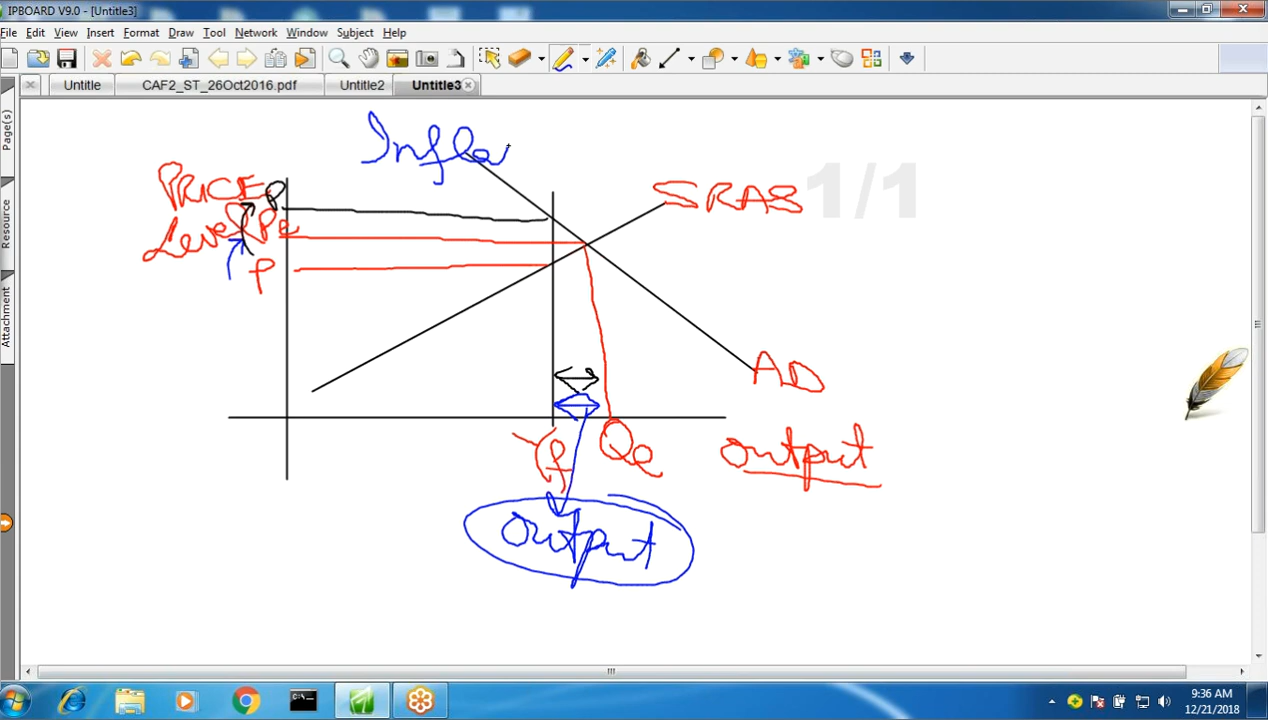 IPBOARD V9.0 - [Untitle3]
File Edit View Insert Format Draw Tool Network Window Subject Help
Untitle CAF2_ST_26Oct2016.pdf Untitle2 Untitle3
Page(s)
Resource
Attachment
1/1
Infla
PRICE P
Level Pe
P
SRAS
AD
Yf Qe
output
output
9:36 AM
12/21/2018